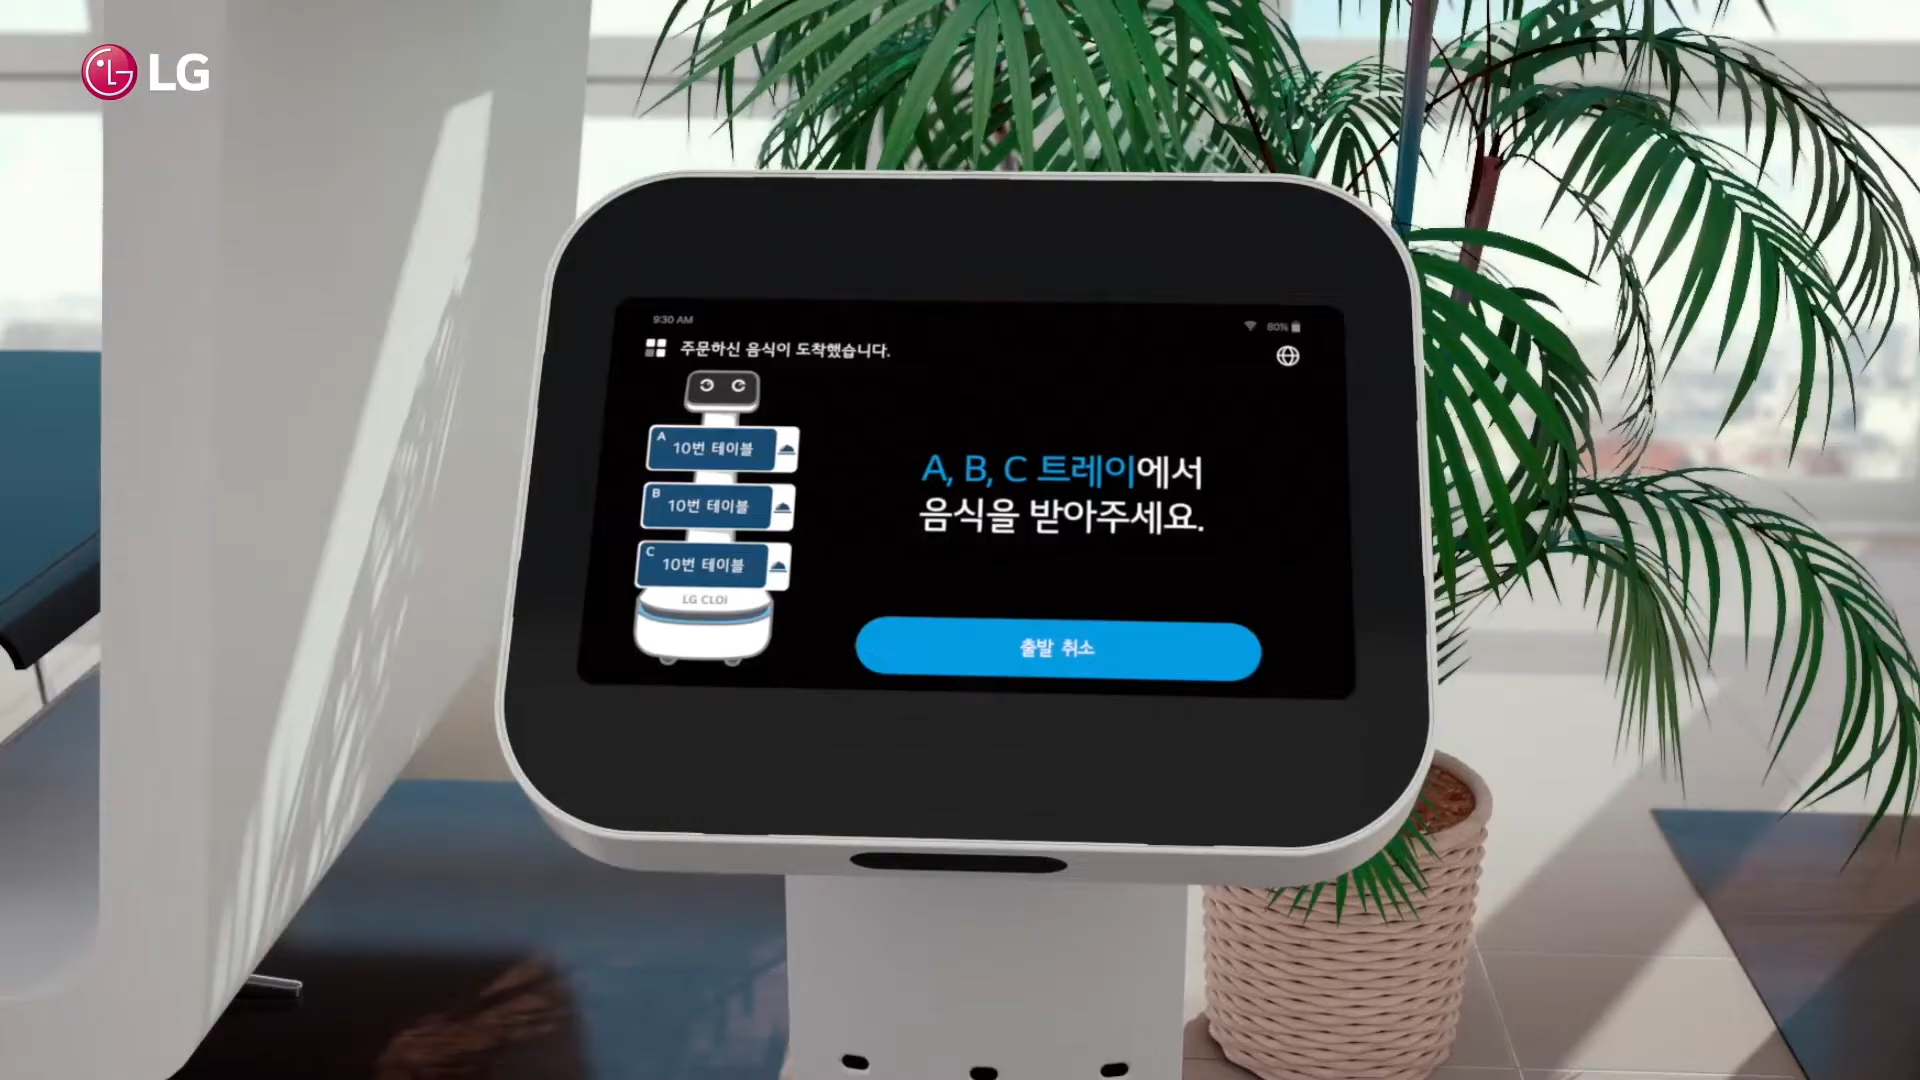 LG
9:30 AM
60%
주문하신 음식이 도착했습니다.
A
10번 테이블
B
10번 테이블
C
10번 테이블
LG CLOi
A, B, C 트레이에서
음식을 받아주세요.
출발 취소